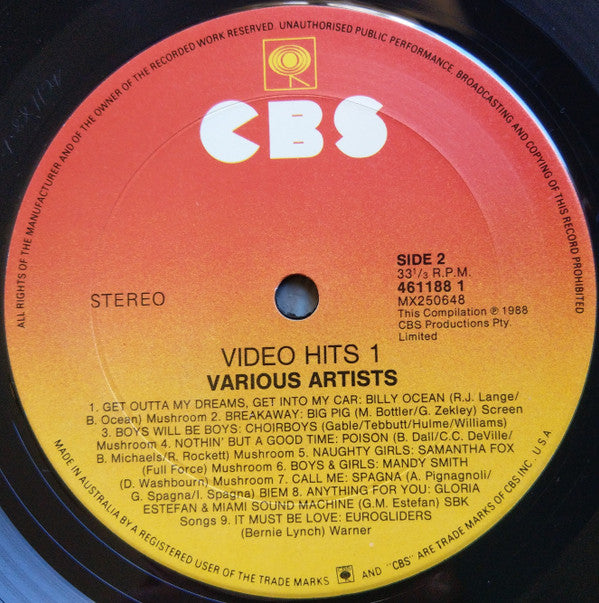 ALL RIGHTS OF THE MANUFACTURER AND OF THE OWNER OF THE RECORDED WORK RESERVED. UNAUTHORISED PUBLIC PERFORMANCE, BROADCASTING AND COPYING OF THIS RECORD PROHIBITED
CBS
STEREO
SIDE 2
33 1/3 R.P.M.
461188 1
MX250648
This Compilation ℗ 1988
CBS Productions Pty.
Limited
VIDEO HITS 1
VARIOUS ARTISTS
1. GET OUTTA MY DREAMS, GET INTO MY CAR: BILLY OCEAN (R.J. Lange/
B. Ocean) Mushroom 2. BREAKAWAY: BIG PIG (M. Bottler/G. Zekley) Screen
3. BOYS WILL BE BOYS: CHOIRBOYS (Gable/Tebbutt/Hulme/Williams)
Mushroom 4. NOTHIN' BUT A GOOD TIME: POISON (B. Dall/C.C. DeVille/
B. Michaels/R. Rockett) Mushroom 5. NAUGHTY GIRLS: SAMANTHA FOX
(Full Force) Mushroom 6. BOYS & GIRLS: MANDY SMITH
(D. Washbourn) Mushroom 7. CALL ME: SPAGNA (A. Pignagnoli/
G. Spagna/I. Spagna) BIEM 8. ANYTHING FOR YOU: GLORIA
ESTEFAN & MIAMI SOUND MACHINE (G.M. Estefan) SBK
Songs 9. IT MUST BE LOVE: EUROGLIDERS
(Bernie Lynch) Warner
MADE IN AUSTRALIA BY A REGISTERED USER OF THE TRADE MARKS AND "CBS" ARE TRADE MARKS OF CBS INC., U.S.A